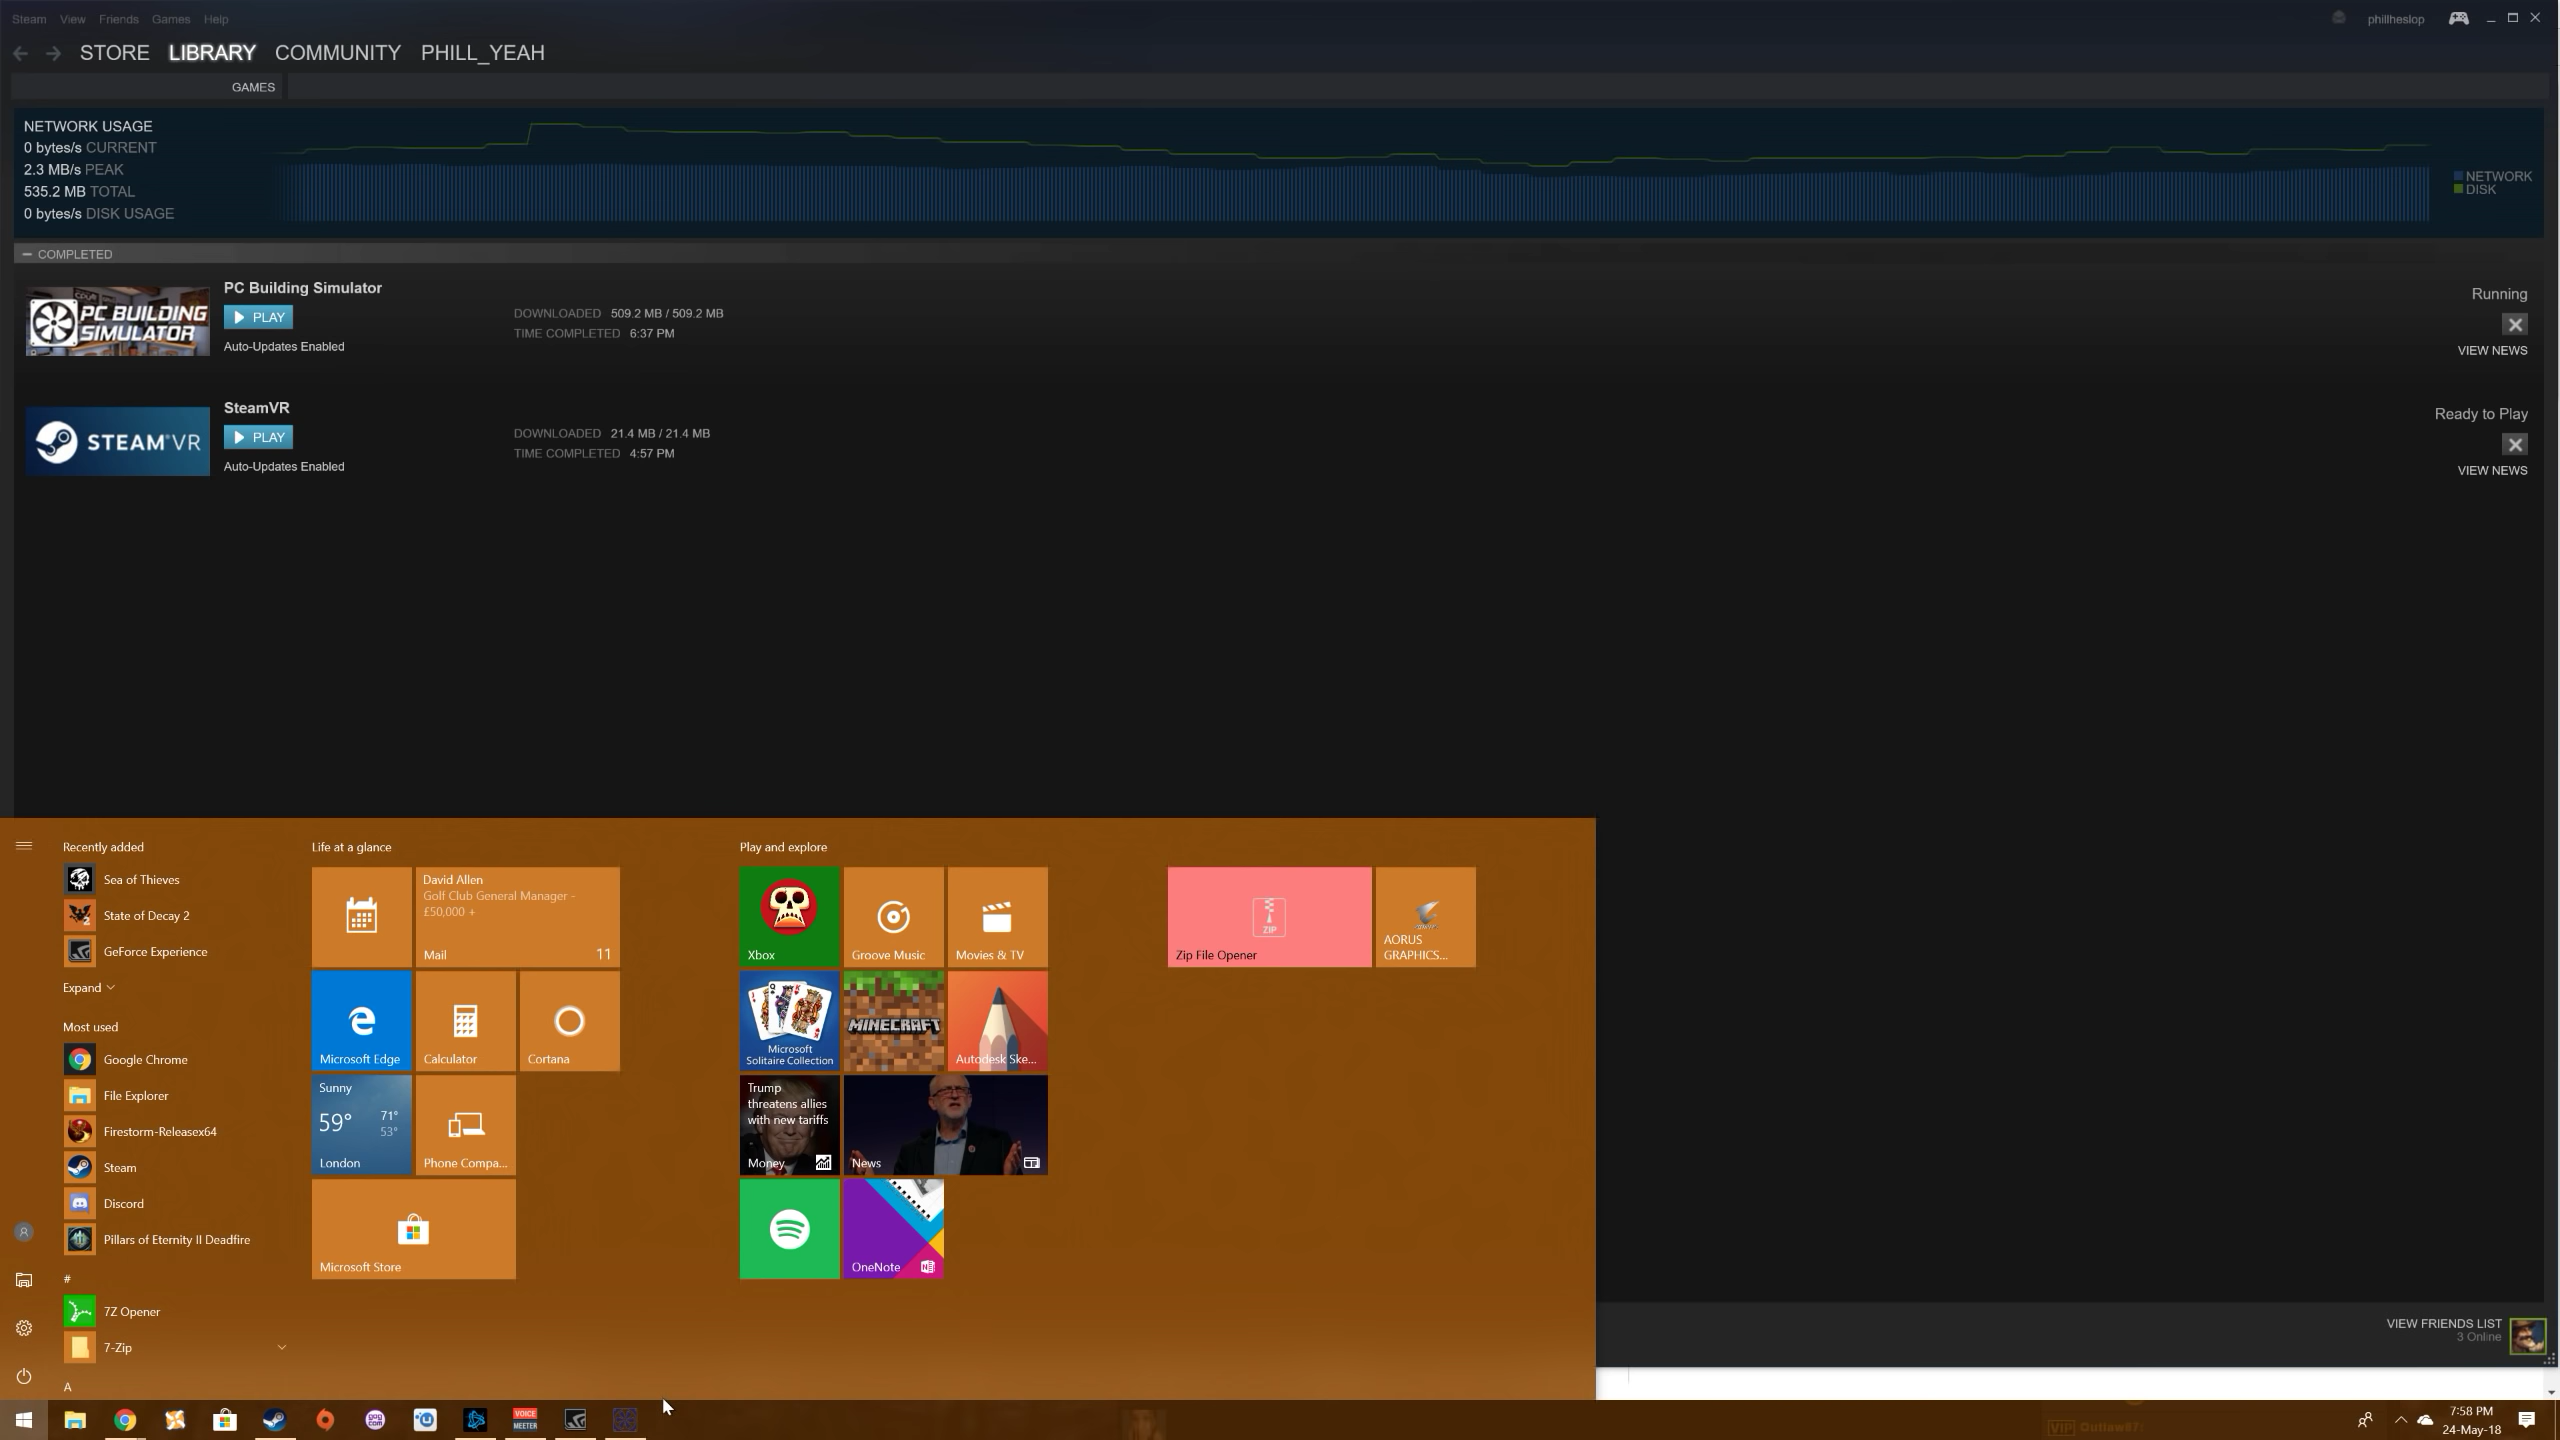 Steam View Friends Games Help
phillheslop
STORE LIBRARY COMMUNITY PHILL_YEAH
GAMES
NETWORK USAGE
0 bytes/s CURRENT
2.3 MB/s PEAK
535.2 MB TOTAL
0 bytes/s DISK USAGE
NETWORK
DISK
COMPLETED
PC BUILDING
SIMULATOR
PC Building Simulator
PLAY
Auto-Updates Enabled
DOWNLOADED 509.2 MB / 509.2 MB
TIME COMPLETED 6:37 PM
Running
VIEW NEWS
STEAM VR
SteamVR
PLAY
Auto-Updates Enabled
DOWNLOADED 21.4 MB / 21.4 MB
TIME COMPLETED 4:57 PM
Ready to Play
VIEW NEWS
Recently added
Sea of Thieves
State of Decay 2
GeForce Experience
Expand
Most used
Google Chrome
File Explorer
Firestorm-Releasex64
Steam
Discord
Pillars of Eternity II Deadfire
#
7Z Opener
7-Zip
A
Life at a glance
David Allen
Golf Club General Manager -
£50,000 +
Mail 11
Microsoft Edge
Calculator
Cortana
Sunny
59° 71°
53°
London
Phone Compa...
Microsoft Store
Play and explore
Xbox
Groove Music
Movies & TV
Microsoft
Solitaire Collection
MINECRAFT
Autodesk Ske...
Trump
threatens allies
with new tariffs
Money
News
OneNote
ZIP
Zip File Opener
AORUS
GRAPHICS...
VIEW FRIENDS LIST
3 Online
GOG
COM
VOICE
MEETER
VIP Outlaw87:
7:58 PM
24-May-18